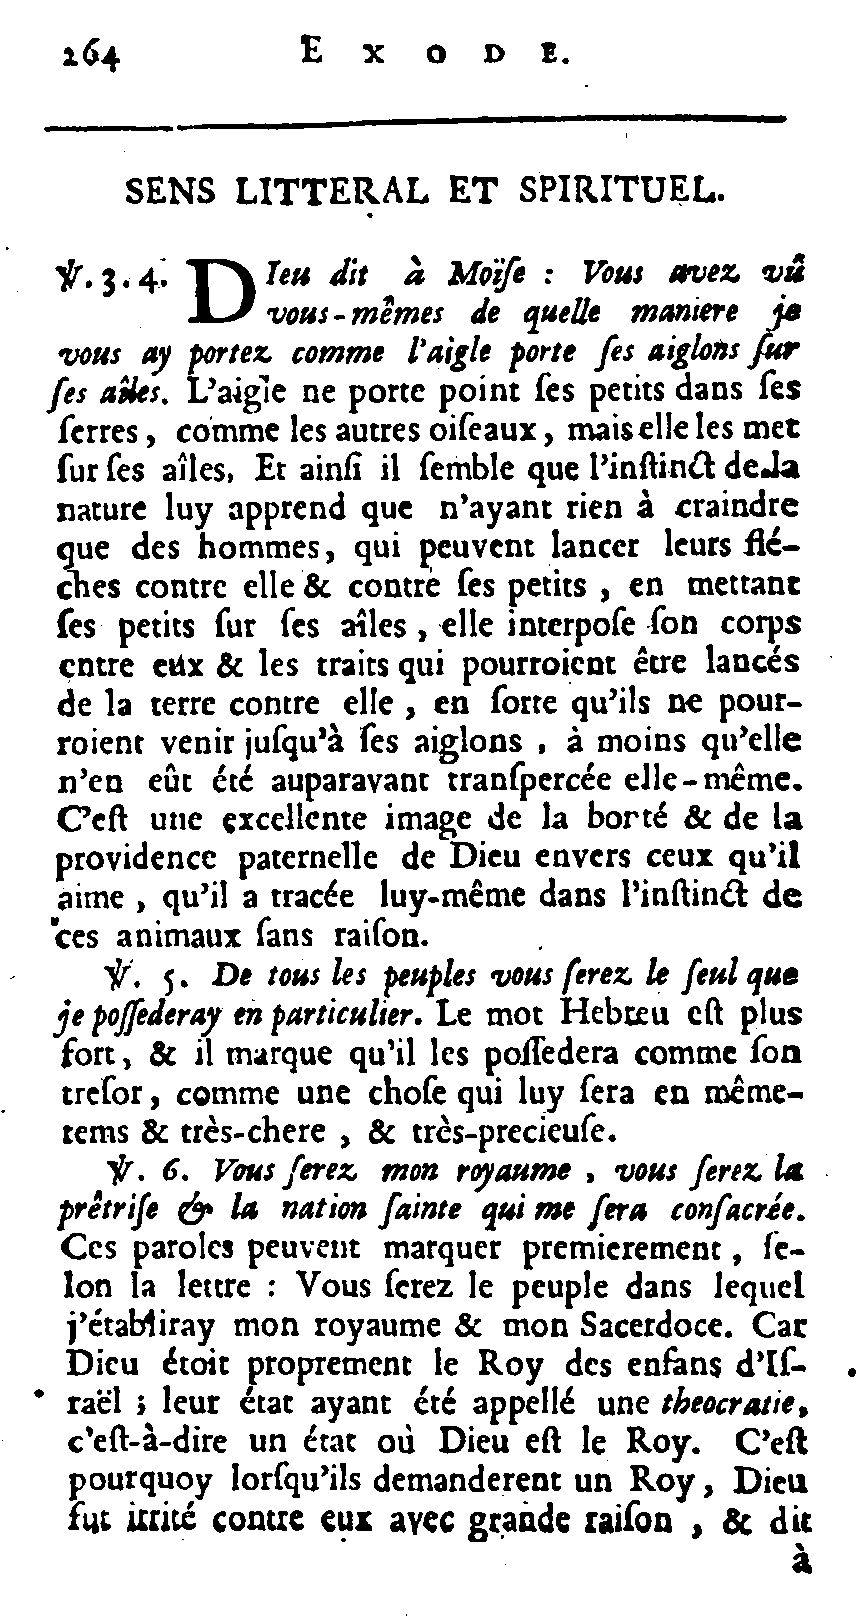 264 EXODE.
SENS LITTERAL ET SPIRITUEL.
℣. 3. 4. DIeu dit à Moïſe : Vous avez vû
vous-mêmes de quelle maniere je
vous ay portez comme l'aigle porte ſes aiglons ſur
ſes aîles. L'aigle ne porte point ſes petits dans ſes
ſerres, comme les autres oiſeaux, mais elle les met
ſur ſes aîles, Et ainſi il ſemble que l'inſtinct de la
nature luy apprend que n'ayant rien à craindre
que des hommes, qui peuvent lancer leurs flé-
ches contre elle & contre ſes petits, en mettant
ſes petits ſur ſes aîles, elle interpoſe ſon corps
entre eux & les traits qui pourroient être lancés
de la terre contre elle, en ſorte qu'ils ne pour-
roient venir juſqu'à ſes aiglons, à moins qu'elle
n'en eût été auparavant tranſpercée elle-même.
C'eſt une excellente image de la borté & de la
providence paternelle de Dieu envers ceux qu'il
aime, qu'il a tracée luy-même dans l'inſtinct de
ces animaux ſans raiſon.
℣. 5. De tous les peuples vous ſerez le ſeul que
je poſſederay en particulier. Le mot Hebreu eſt plus
fort, & il marque qu'il les poſſedera comme ſon
treſor, comme une choſe qui luy ſera en même-
tems & très-chere, & très-precieuſe.
℣. 6. Vous ſerez mon royaume, vous ſerez la
prêtriſe & la nation ſainte qui me ſera conſacrée.
Ces paroles peuvent marquer premierement, ſe-
lon la lettre : Vous ſerez le peuple dans lequel
j'établiray mon royaume & mon Sacerdoce. Car
Dieu étoit proprement le Roy des enfans d'Iſ-
raël ; leur état ayant été appellé une theocratie,
c'eſt-à-dire un état où Dieu eſt le Roy. C'eſt
pourquoy lorſqu'ils demanderent un Roy, Dieu
fut irrité contre eux avec grande raiſon, & dit
à